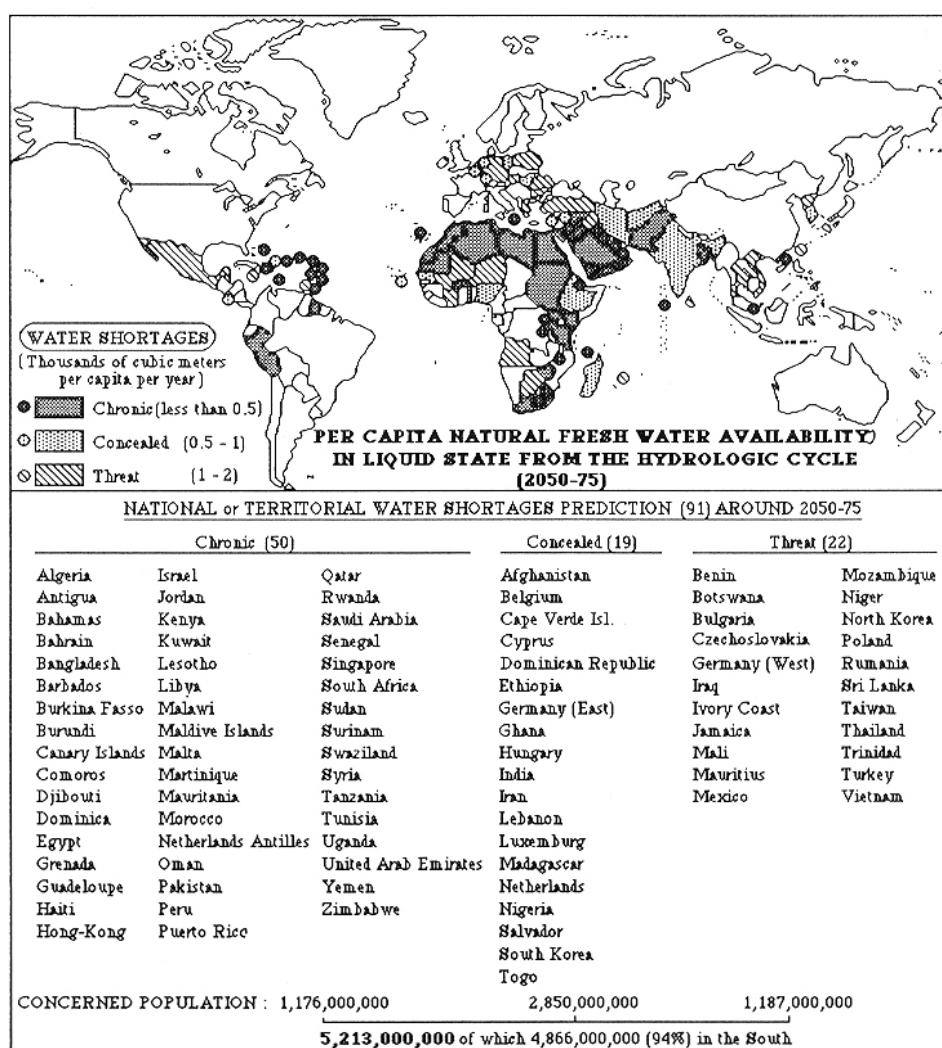 WATER SHORTAGES
(Thousands of cubic meters
per capita per year)
Chronic (less than 0.5)
Concealed (0.5 - 1)
Threat (1 - 2)
PER CAPITA NATURAL FRESH WATER AVAILABILITY
IN LIQUID STATE FROM THE HYDROLOGIC CYCLE
(2050-75)
NATIONAL or TERRITORIAL WATER SHORTAGES PREDICTION (91) AROUND 2050-75
Chronic (50) Concealed (19) Threat (22)
Algeria Israel Qatar Afghanistan Benin Mozambique
Antigua Jordan Rwanda Belgium Botswana Niger
Bahamas Kenya Saudi Arabia Cape Verde Isl. Bulgaria North Korea
Bahrain Kuwait Senegal Cyprus Czechoslovakia Poland
Bangladesh Lesotho Singapore Dominican Republic Germany (West) Rumania
Barbados Libya South Africa Ethiopia Iraq Sri Lanka
Burkina Fasso Malawi Sudan Germany (East) Ivory Coast Taiwan
Burundi Maldive Islands Surinam Ghana Jamaica Thailand
Canary Islands Malta Swaziland Hungary Mali Trinidad
Comoros Martinique Syria India Mauritius Turkey
Djibouti Mauritania Tanzania Iran Mexico Vietnam
Dominica Morocco Tunisia Lebanon
Egypt Netherlands Antilles Uganda Luxemburg
Grenada Oman United Arab Emirates Madagascar
Guadeloupe Pakistan Yemen Netherlands
Haiti Peru Zimbabwe Nigeria
Hong-Kong Puerto Rico Salvador
South Korea
Togo
CONCERNED POPULATION : 1,176,000,000 2,850,000,000 1,187,000,000
5,213,000,000 of which 4,866,000,000 (94%) in the South